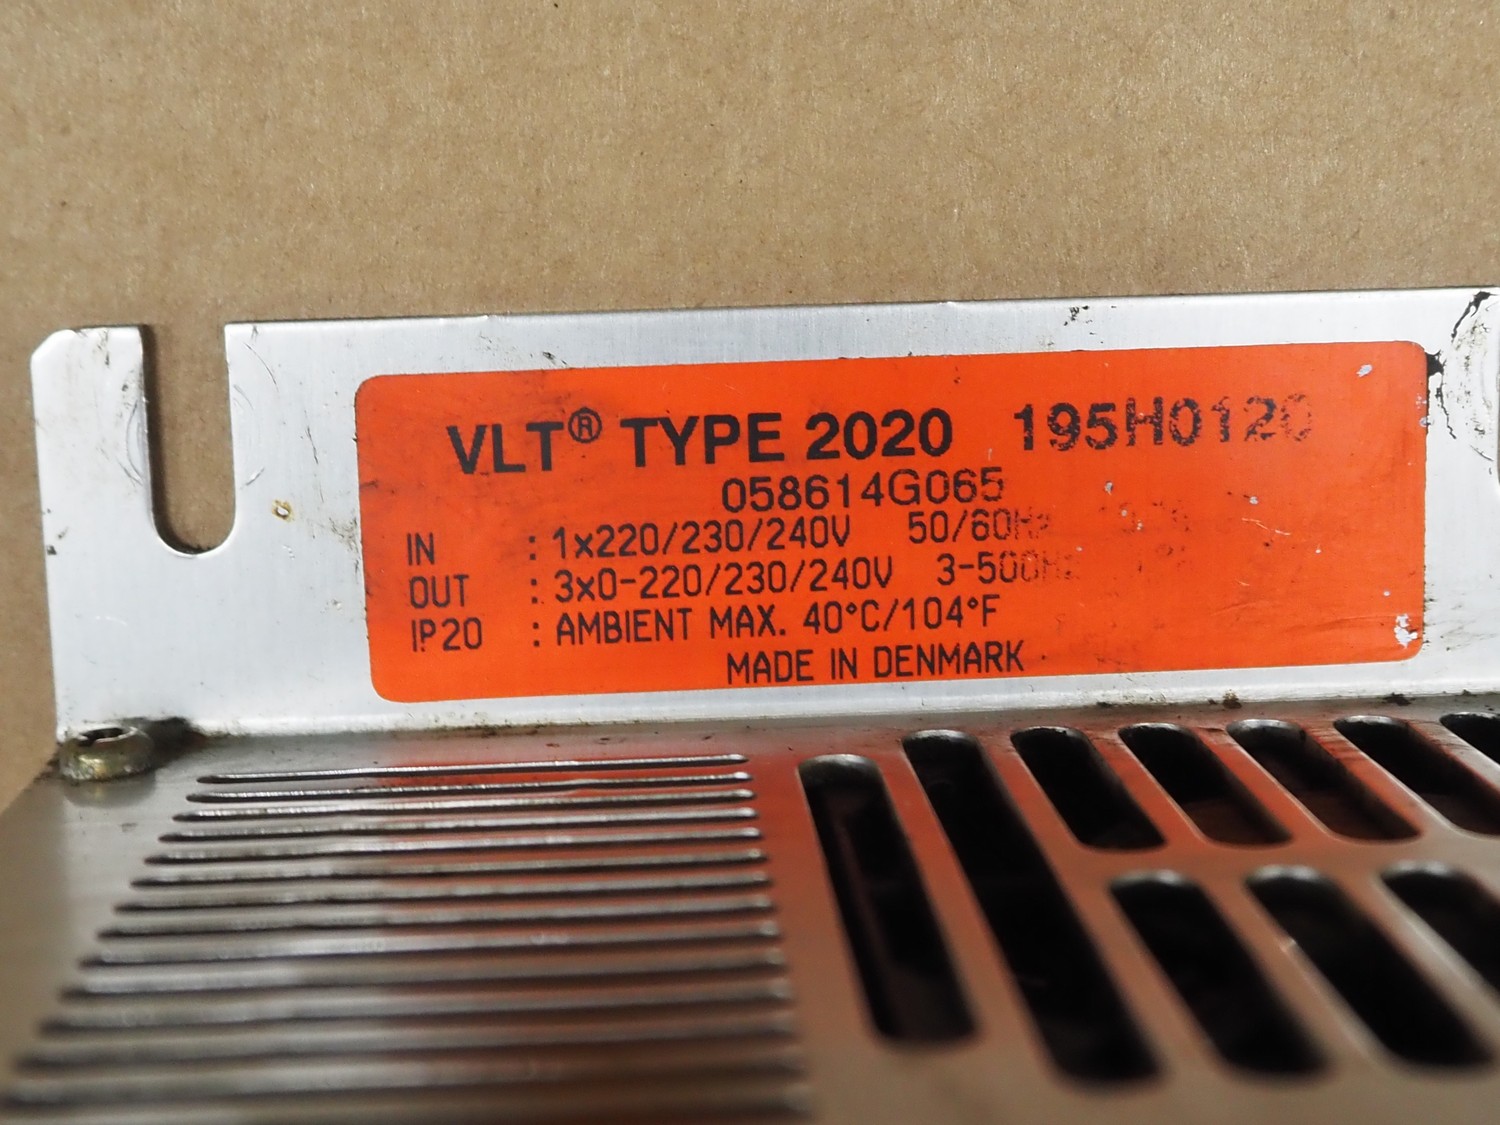 VLT® TYPE 2020 195H0120
058614G065
IN : 1x220/230/240V 50/60Hz
OUT : 3x0-220/230/240V 3-500Hz
IP20 : AMBIENT MAX. 40°C/104°F
MADE IN DENMARK